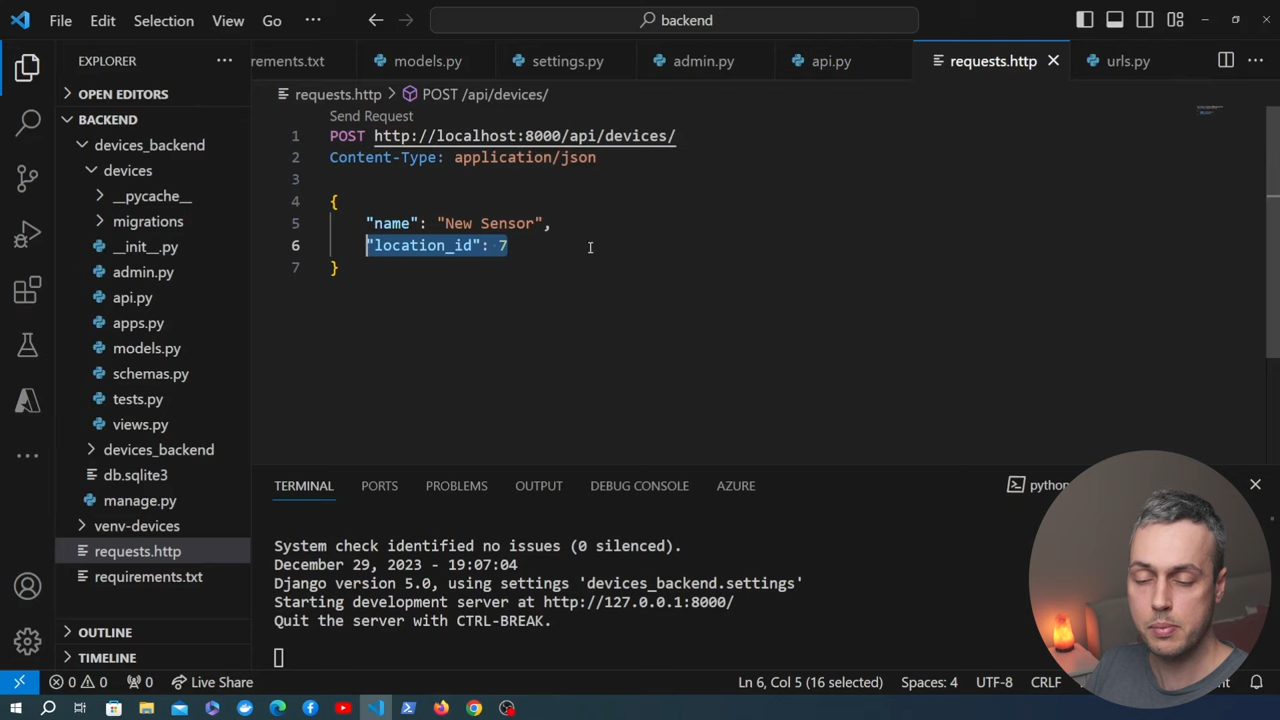 File Edit Selection View Go ··· backend
EXPLORER ···
rements.txt models.py settings.py admin.py api.py requests.http urls.py ···
OPEN EDITORS
requests.http > POST /api/devices/
BACKEND
devices_backend
devices
__pycache__
migrations
__init__.py
admin.py
api.py
apps.py
models.py
schemas.py
tests.py
views.py
devices_backend
db.sqlite3
manage.py
venv-devices
requests.http
requirements.txt
OUTLINE
TIMELINE
Send Request
1 POST http://localhost:8000/api/devices/
2 Content-Type: application/json
3
4 {
5 "name": "New Sensor",
6 "location_id": 7
7 }
TERMINAL PORTS PROBLEMS OUTPUT DEBUG CONSOLE AZURE python
System check identified no issues (0 silenced).
December 29, 2023 - 19:07:04
Django version 5.0, using settings 'devices_backend.settings'
Starting development server at http://127.0.0.1:8000/
Quit the server with CTRL-BREAK.
0 0 0 Live Share Ln 6, Col 5 (16 selected) Spaces: 4 UTF-8 CRLF